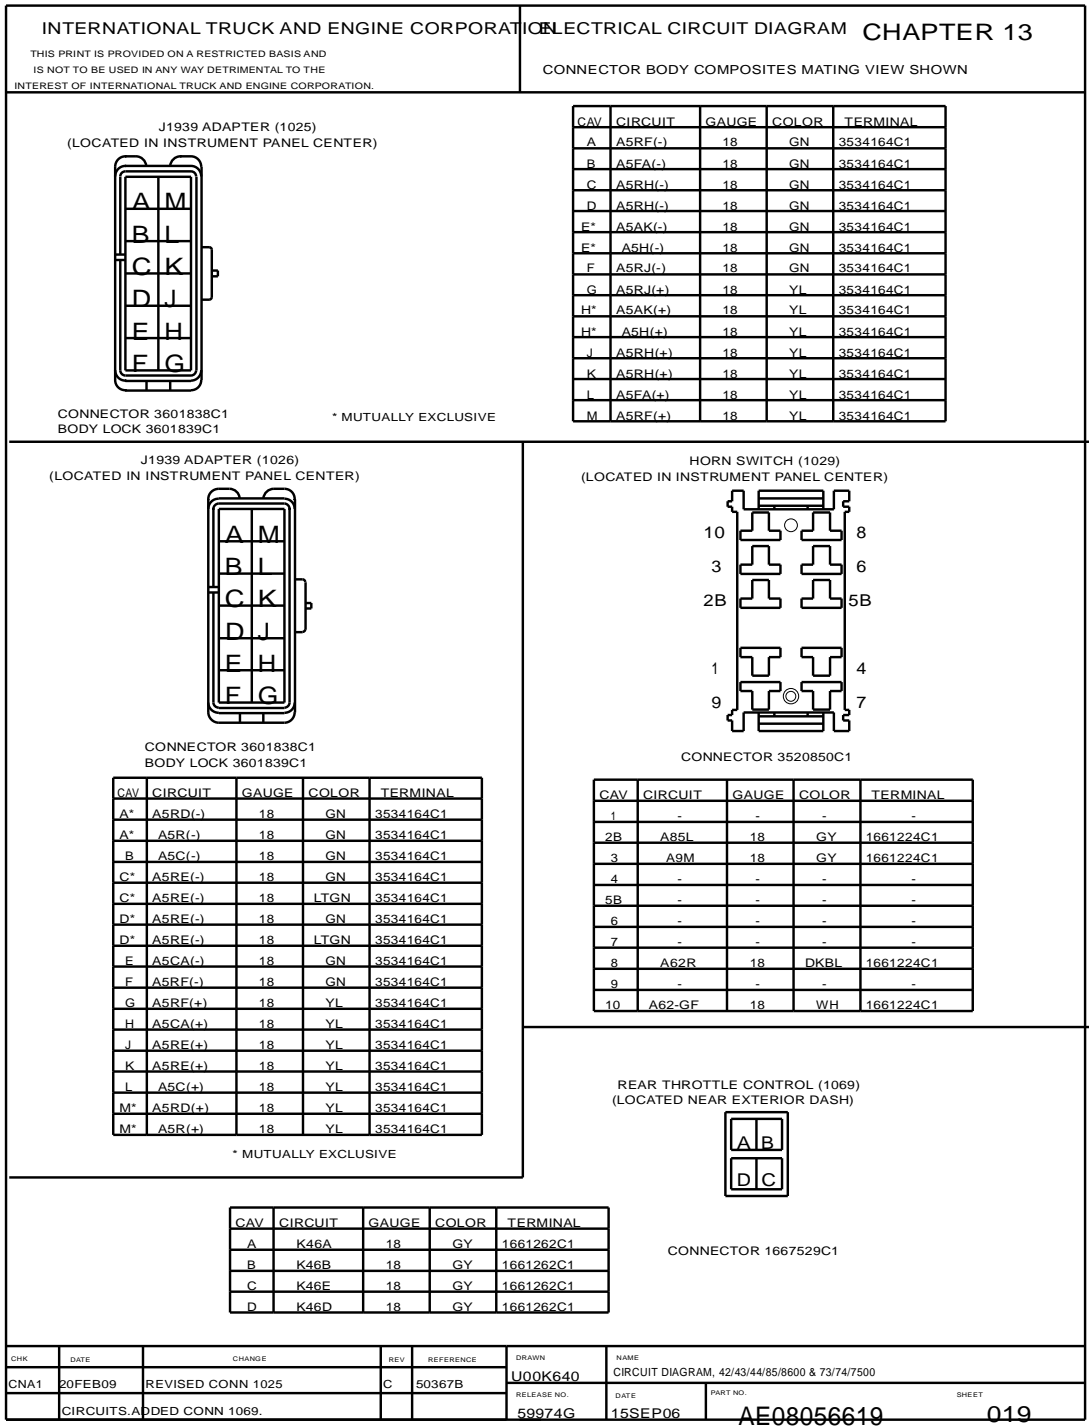 INTERNATIONAL TRUCK AND ENGINE CORPORATION
THIS PRINT IS PROVIDED ON A RESTRICTED BASIS AND
IS NOT TO BE USED IN ANY WAY DETRIMENTAL TO THE
INTEREST OF INTERNATIONAL TRUCK AND ENGINE CORPORATION.
ELECTRICAL CIRCUIT DIAGRAM CHAPTER 13
CONNECTOR BODY COMPOSITES MATING VIEW SHOWN
J1939 ADAPTER (1025)
(LOCATED IN INSTRUMENT PANEL CENTER)
A M
B L
C K
D J
E H
F G
CONNECTOR 3601838C1
BODY LOCK 3601839C1
* MUTUALLY EXCLUSIVE
CAV CIRCUIT GAUGE COLOR TERMINAL
A A5RF(-) 18 GN 3534164C1
B A5FA(-) 18 GN 3534164C1
C A5RH(-) 18 GN 3534164C1
D A5RH(-) 18 GN 3534164C1
E* A5AK(-) 18 GN 3534164C1
E* A5H(-) 18 GN 3534164C1
F A5RJ(-) 18 GN 3534164C1
G A5RJ(+) 18 YL 3534164C1
H* A5AK(+) 18 YL 3534164C1
H* A5H(+) 18 YL 3534164C1
J A5RH(+) 18 YL 3534164C1
K A5RH(+) 18 YL 3534164C1
L A5FA(+) 18 YL 3534164C1
M A5RF(+) 18 YL 3534164C1
J1939 ADAPTER (1026)
(LOCATED IN INSTRUMENT PANEL CENTER)
A M
B L
C K
D J
E H
F G
CONNECTOR 3601838C1
BODY LOCK 3601839C1
CAV CIRCUIT GAUGE COLOR TERMINAL
A* A5RD(-) 18 GN 3534164C1
A* A5R(-) 18 GN 3534164C1
B A5C(-) 18 GN 3534164C1
C* A5RE(-) 18 GN 3534164C1
C* A5RE(-) 18 LTGN 3534164C1
D* A5RE(-) 18 GN 3534164C1
D* A5RE(-) 18 LTGN 3534164C1
E A5CA(-) 18 GN 3534164C1
F A5RF(-) 18 GN 3534164C1
G A5RF(+) 18 YL 3534164C1
H A5CA(+) 18 YL 3534164C1
J A5RE(+) 18 YL 3534164C1
K A5RE(+) 18 YL 3534164C1
L A5C(+) 18 YL 3534164C1
M* A5RD(+) 18 YL 3534164C1
M* A5R(+) 18 YL 3534164C1
* MUTUALLY EXCLUSIVE
HORN SWITCH (1029)
(LOCATED IN INSTRUMENT PANEL CENTER)
10 8
3 6
2B 5B
1 4
9 7
CONNECTOR 3520850C1
CAV CIRCUIT GAUGE COLOR TERMINAL
1 - - - -
2B A85L 18 GY 1661224C1
3 A9M 18 GY 1661224C1
4 - - - -
5B - - - -
6 - - - -
7 - - - -
8 A62R 18 DKBL 1661224C1
9 - - - -
10 A62-GF 18 WH 1661224C1
REAR THROTTLE CONTROL (1069)
(LOCATED NEAR EXTERIOR DASH)
A B
D C
CONNECTOR 1667529C1
CAV CIRCUIT GAUGE COLOR TERMINAL
A K46A 18 GY 1661262C1
B K46B 18 GY 1661262C1
C K46E 18 GY 1661262C1
D K46D 18 GY 1661262C1
CHK DATE CHANGE REV REFERENCE
CNA1 20FEB09 REVISED CONN 1025 C 50367B
CIRCUITS.ADDED CONN 1069.
DRAWN
U00K640
NAME
CIRCUIT DIAGRAM, 42/43/44/85/8600 & 73/74/7500
RELEASE NO. DATE PART NO. SHEET
59974G 15SEP06 AE08056619 019